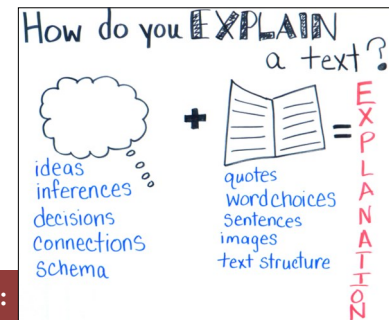 How do you EXPLAIN
a text?
+
=
ideas
inferences
decisions
connections
schema
quotes
word choices
sentences
images
text structure
EXPLANATION
: